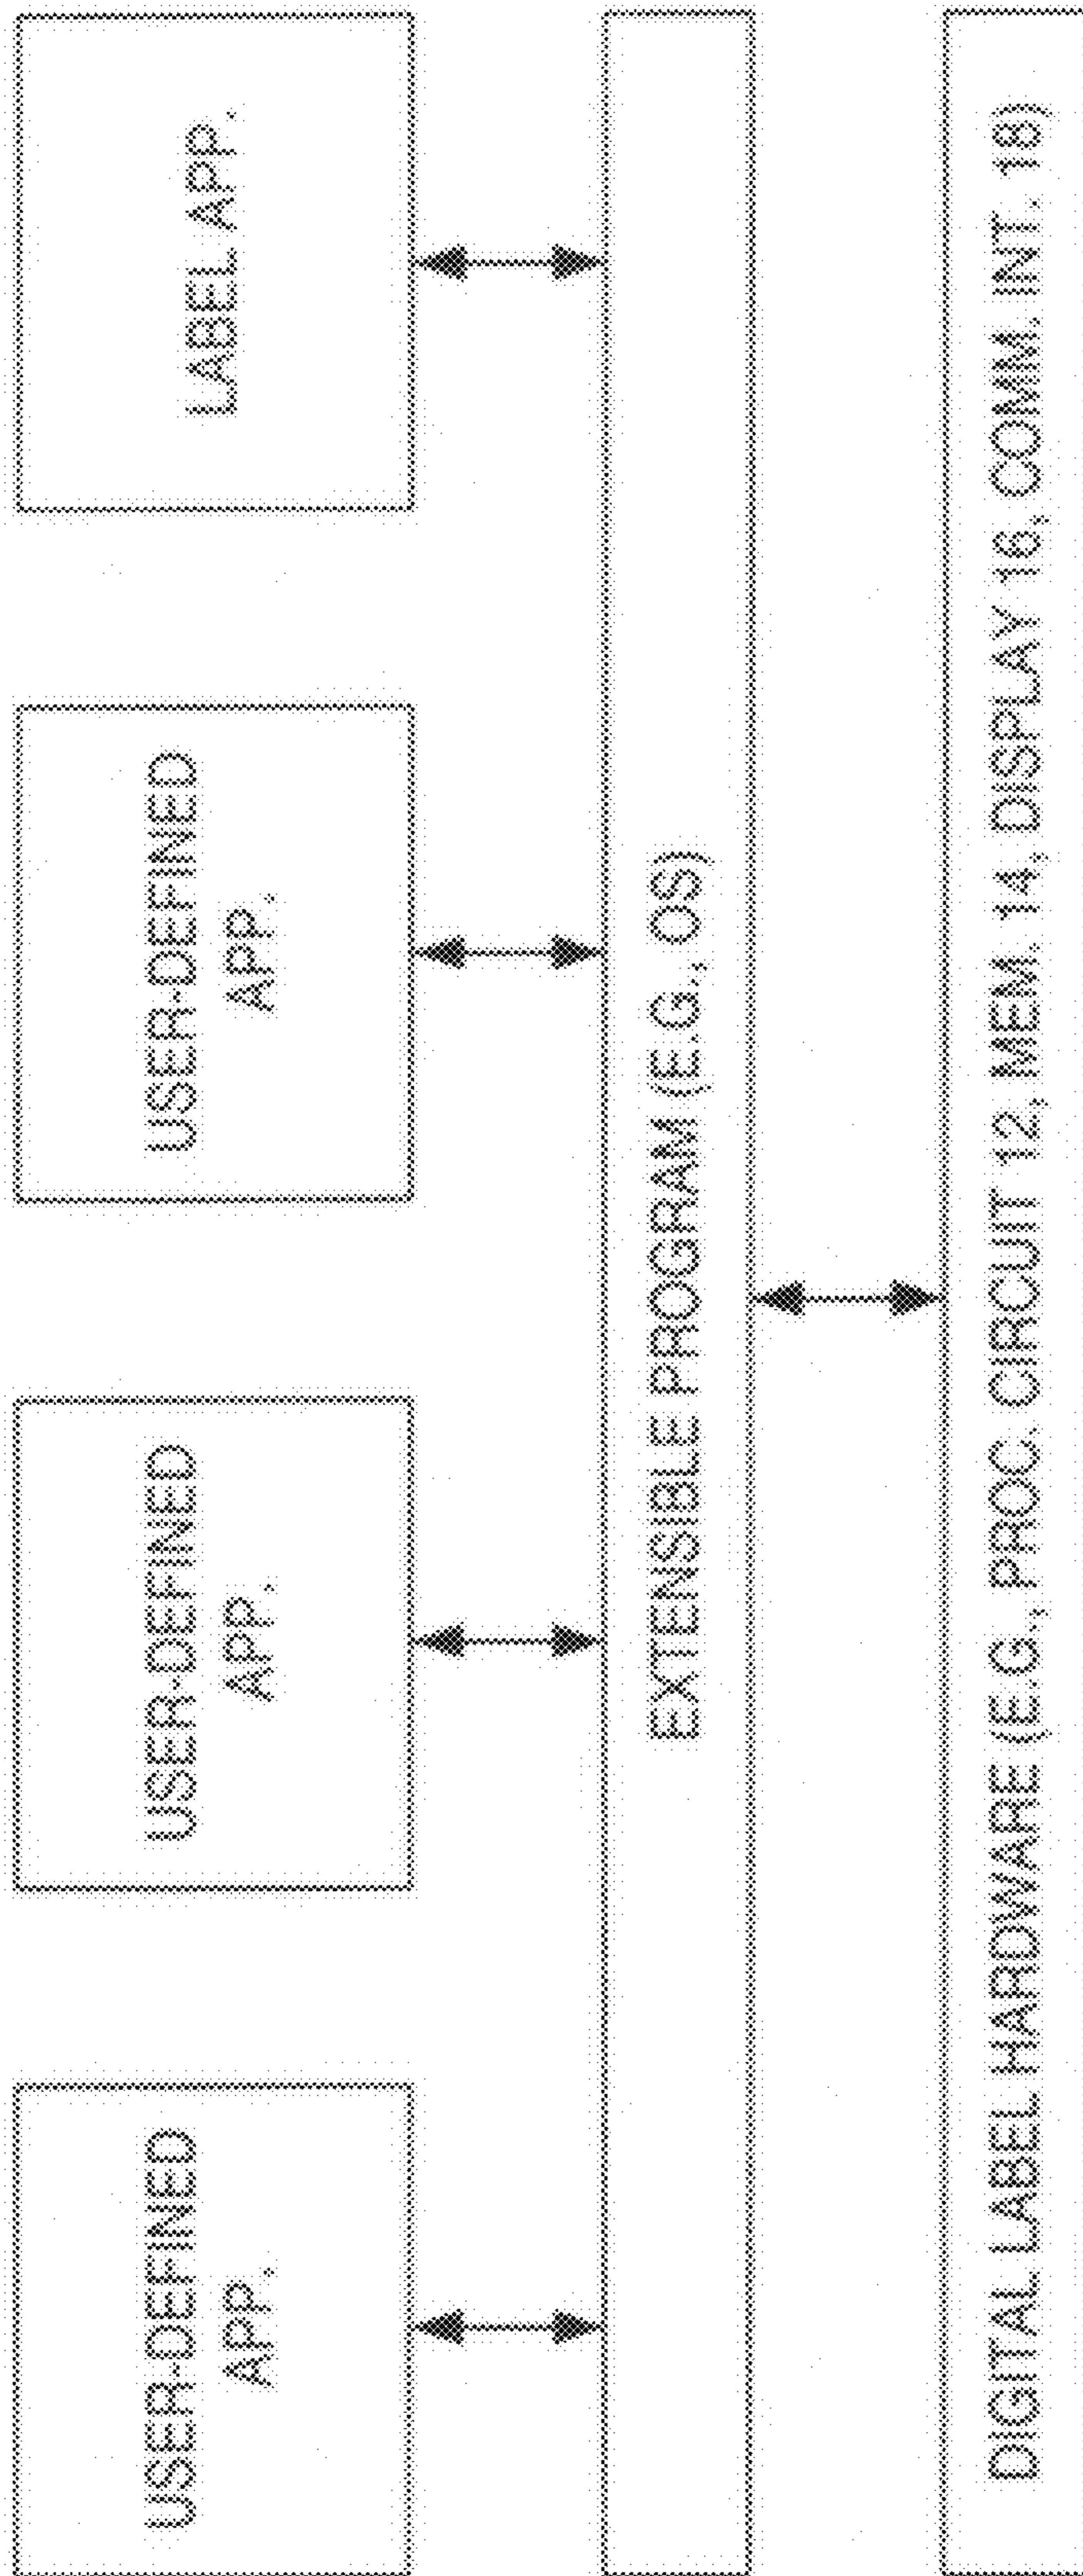 USER-DEFINED
APP.
USER-DEFINED
APP.
USER-DEFINED
APP.
LABEL APP.
EXTENSIBLE PROGRAM (E.G., OS)
DIGITAL LABEL HARDWARE (E.G., PROC. CIRCUIT 12, MEM. 14, DISPLAY 16, COMM. INT. 18)